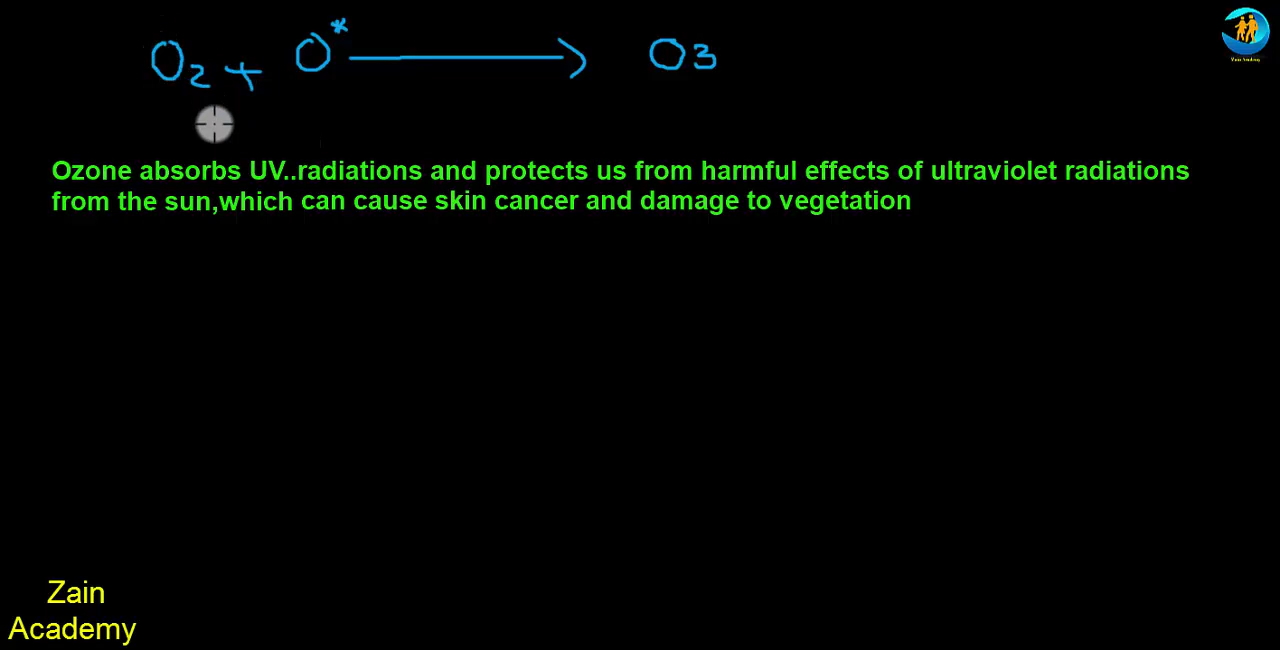 O2 + O* → O3
Ozone absorbs UV..radiations and protects us from harmful effects of ultraviolet radiations
from the sun,which can cause skin cancer and damage to vegetation
Zain
Academy